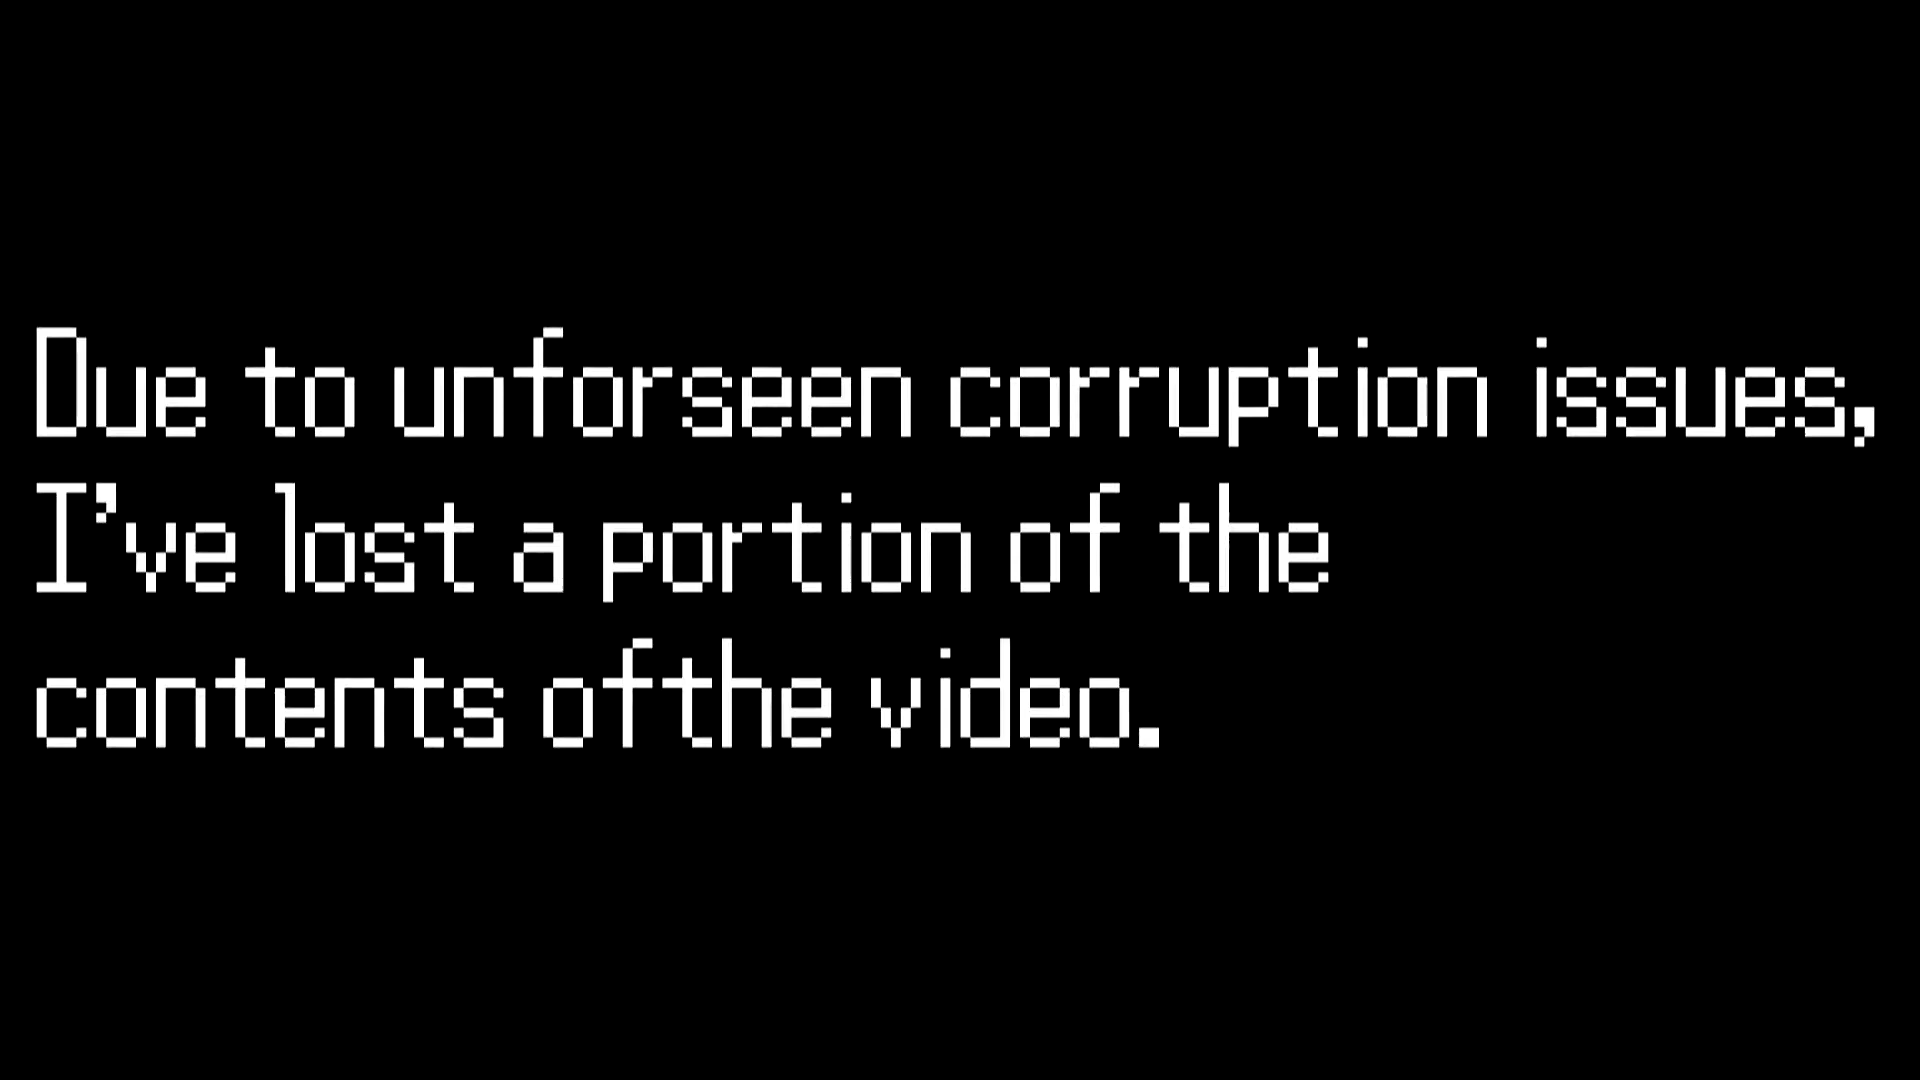 Due to unforseen corruption issues,
I've lost a portion of the
contents ofthe video.